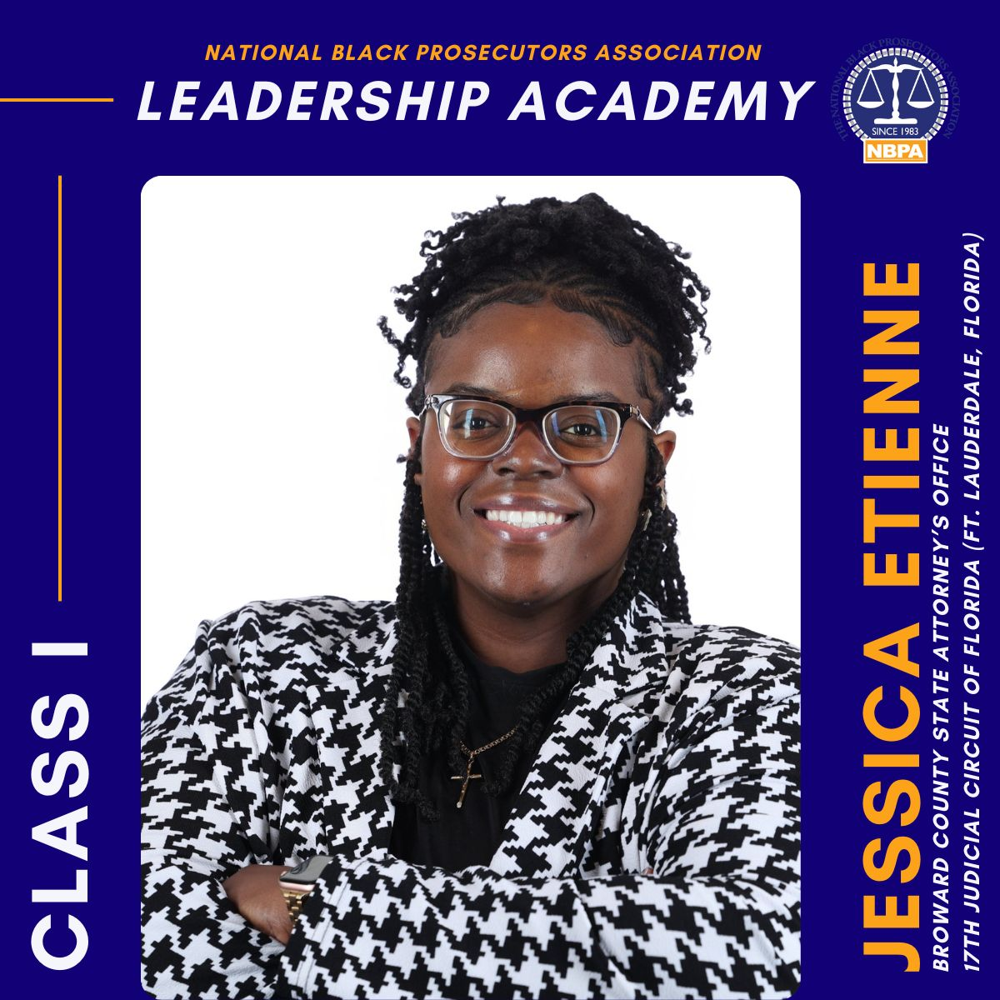 NATIONAL BLACK PROSECUTORS ASSOCIATION
LEADERSHIP ACADEMY
THE NATIONAL BLACK PROSECUTORS ASSOCIATION
SINCE 1983
NBPA
CLASS I
JESSICA ETIENNE
BROWARD COUNTY STATE ATTORNEY'S OFFICE
17TH JUDICIAL CIRCUIT OF FLORIDA (FT. LAUDERDALE, FLORIDA)